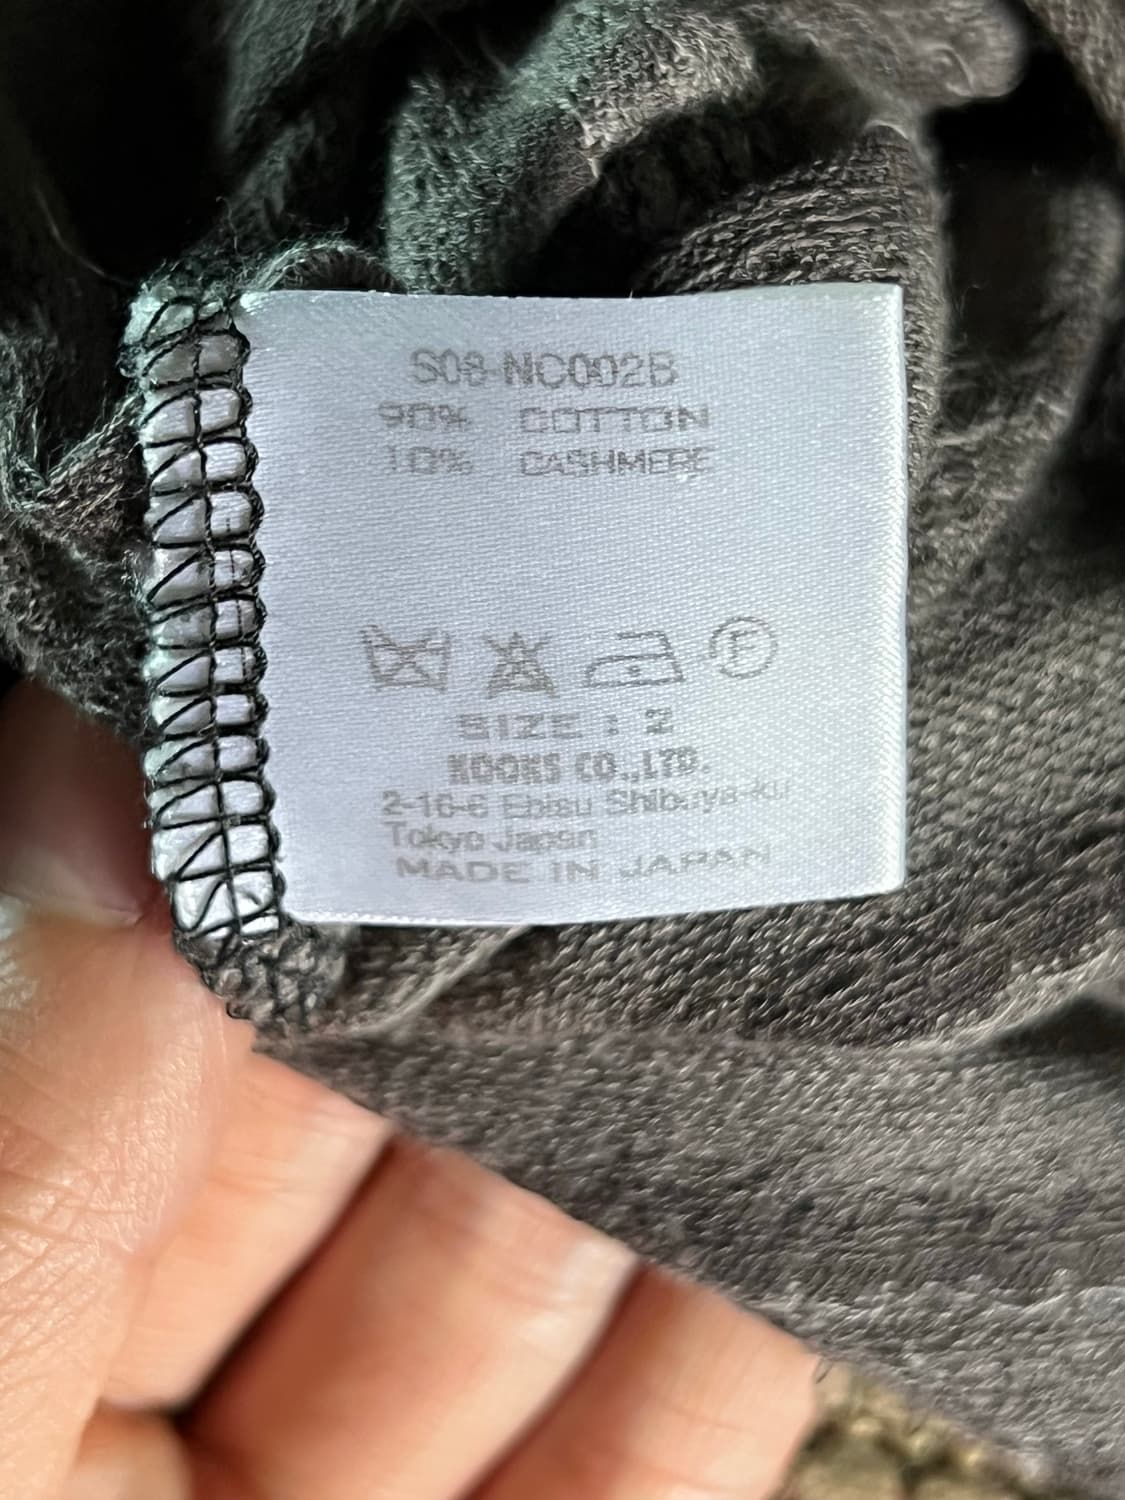 S08-NC002B
90% COTTON
10% CASHMERE
F
SIZE : 2
NOOKS CO.,LTD.
2-16-6 Ebisu Shibuya-ku
Tokyo Japan
MADE IN JAPAN